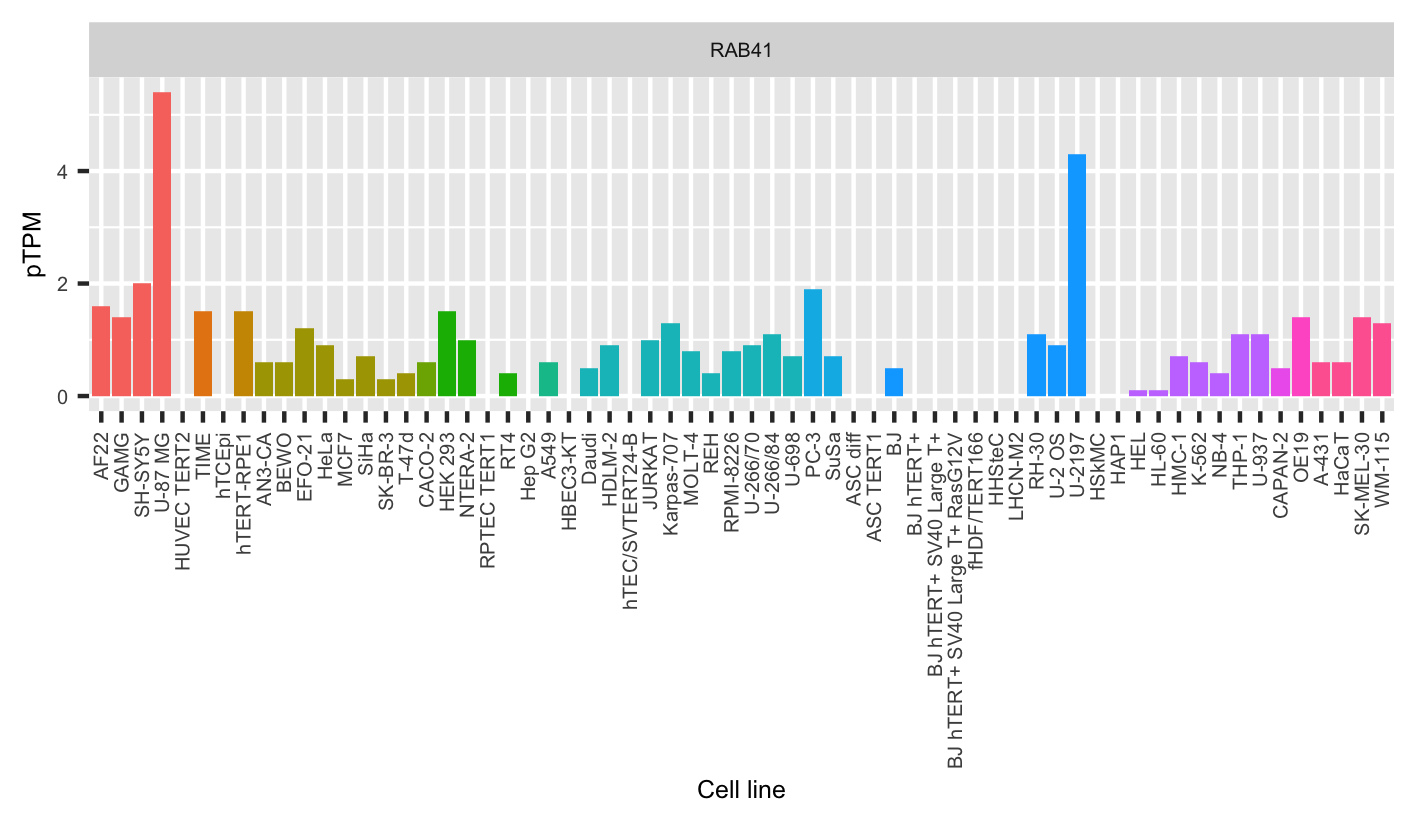 RAB41
pTPM
4
2
0
AF22
GAMG
SH-SY5Y
U-87 MG
HUVEC TERT2
TIME
hTCEpi
hTERT-RPE1
AN3-CA
BEWO
EFO-21
HeLa
MCF7
SiHa
SK-BR-3
T-47d
CACO-2
HEK 293
NTERA-2
RPTEC TERT1
RT4
Hep G2
A549
HBEC3-KT
Daudi
HDLM-2
hTEC/SVTERT24-B
JURKAT
Karpas-707
MOLT-4
REH
RPMI-8226
U-266/70
U-266/84
U-698
PC-3
SuSa
ASC diff
ASC TERT1
BJ
BJ hTERT+
BJ hTERT+ SV40 Large T+
BJ hTERT+ SV40 Large T+ RasG12V
fHDF/TERT166
HHSteC
LHCN-M2
RH-30
U-2 OS
U-2197
HSkMC
HAP1
HEL
HL-60
HMC-1
K-562
NB-4
THP-1
U-937
CAPAN-2
OE19
A-431
HaCaT
SK-MEL-30
WM-115
Cell line